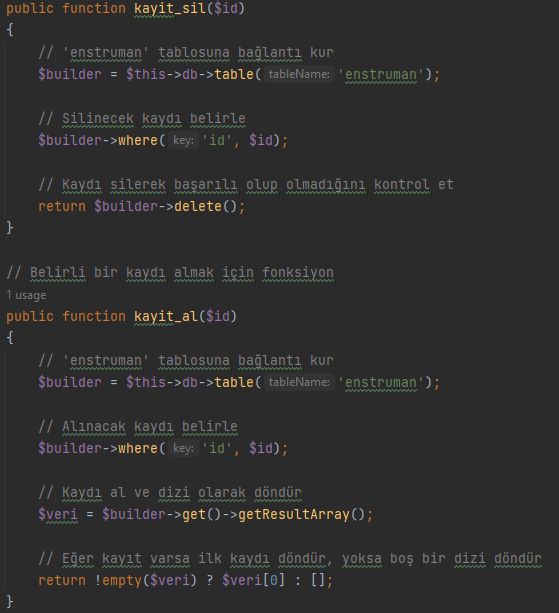 public function kayit_sil($id)
{
    // 'enstruman' tablosuna bağlantı kur
    $builder = $this->db->table( tableName: 'enstruman');
    // Silinecek kaydı belirle
    $builder->where( key: 'id', $id);
    // Kaydı silerek başarılı olup olmadığını kontrol et
    return $builder->delete();
}
// Belirli bir kaydı almak için fonksiyon
1 usage
public function kayit_al($id)
{
    // 'enstruman' tablosuna bağlantı kur
    $builder = $this->db->table( tableName: 'enstruman');
    // Alınacak kaydı belirle
    $builder->where( key: 'id', $id);
    // Kaydı al ve dizi olarak döndür
    $veri = $builder->get()->getResultArray();
    // Eğer kayıt varsa ilk kaydı döndür, yoksa boş bir dizi döndür
    return !empty($veri) ? $veri[0] : [];
}